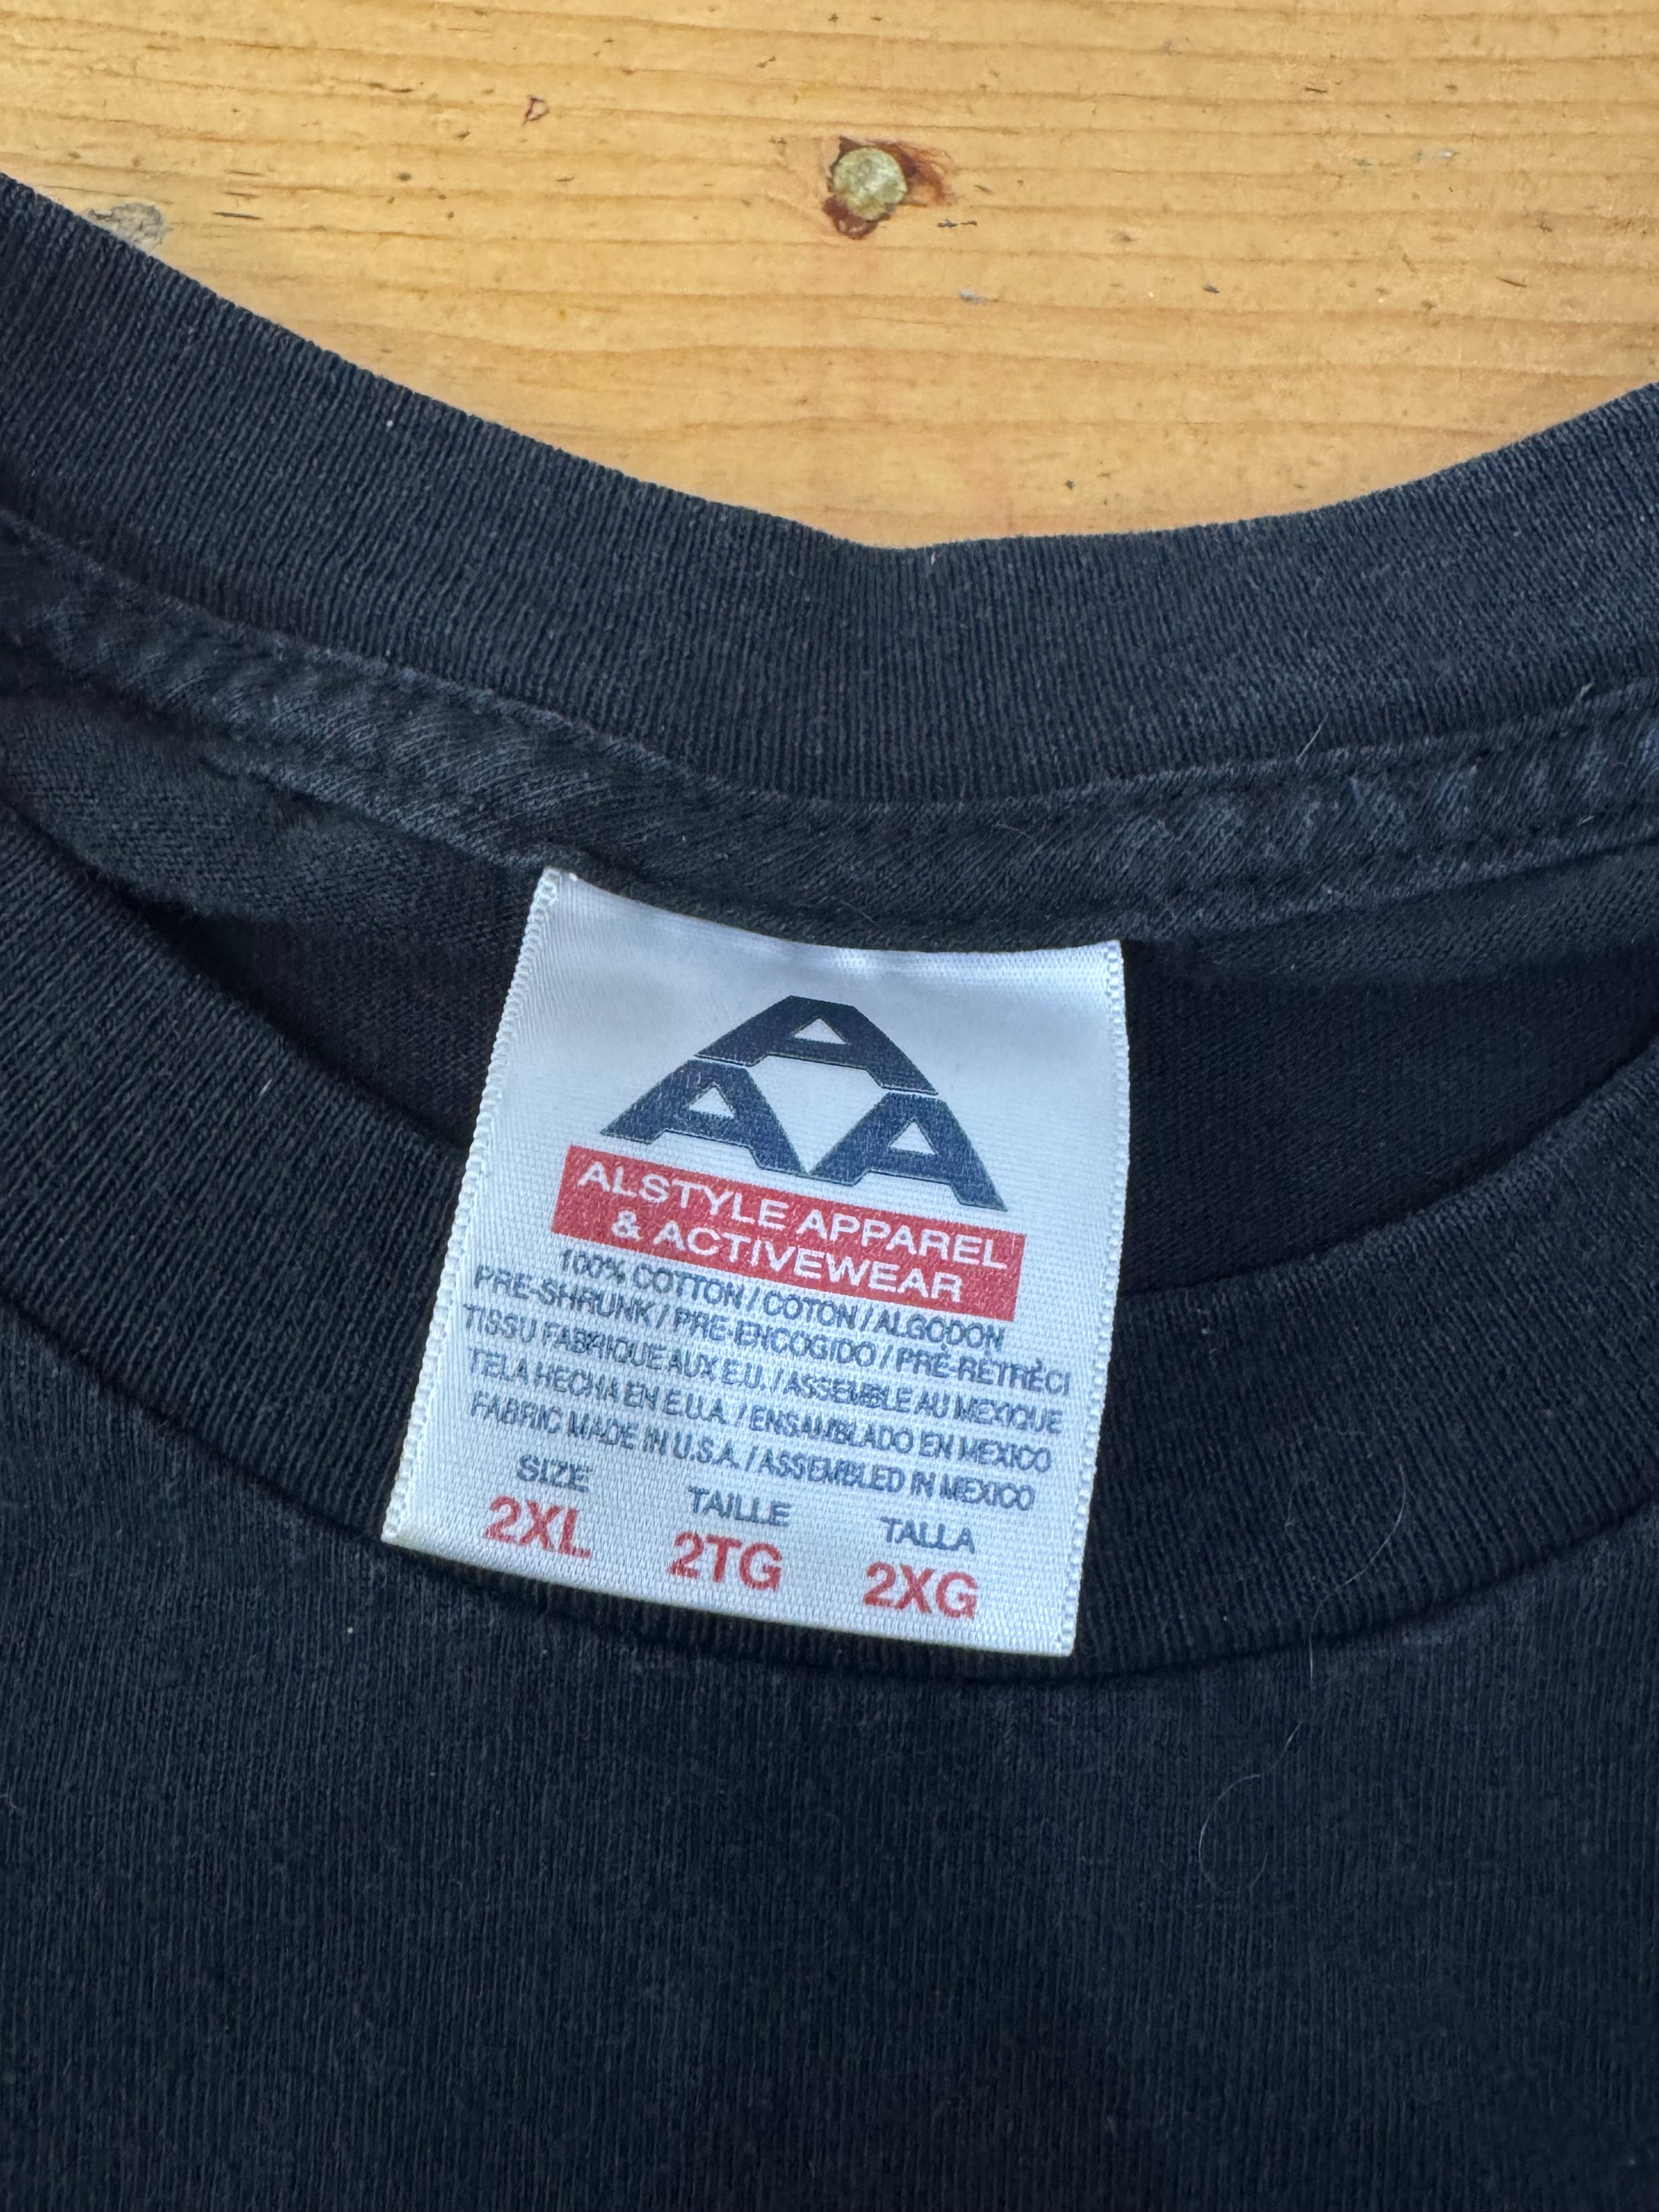 A
A A
ALSTYLE APPAREL
& ACTIVEWEAR
100% COTTON / COTON / ALGODON
PRE-SHRUNK / PRE-ENCOGIDO / PRÉ-RÉTRÉCI
TISSU FABRIQUE AUX E.U. / ASSEMBLE AU MEXIQUE
TELA HECHA EN E.U.A. / ENSAMBLADO EN MEXICO
FABRIC MADE IN U.S.A. / ASSEMBLED IN MEXICO
SIZE TAILLE TALLA
2XL 2TG 2XG